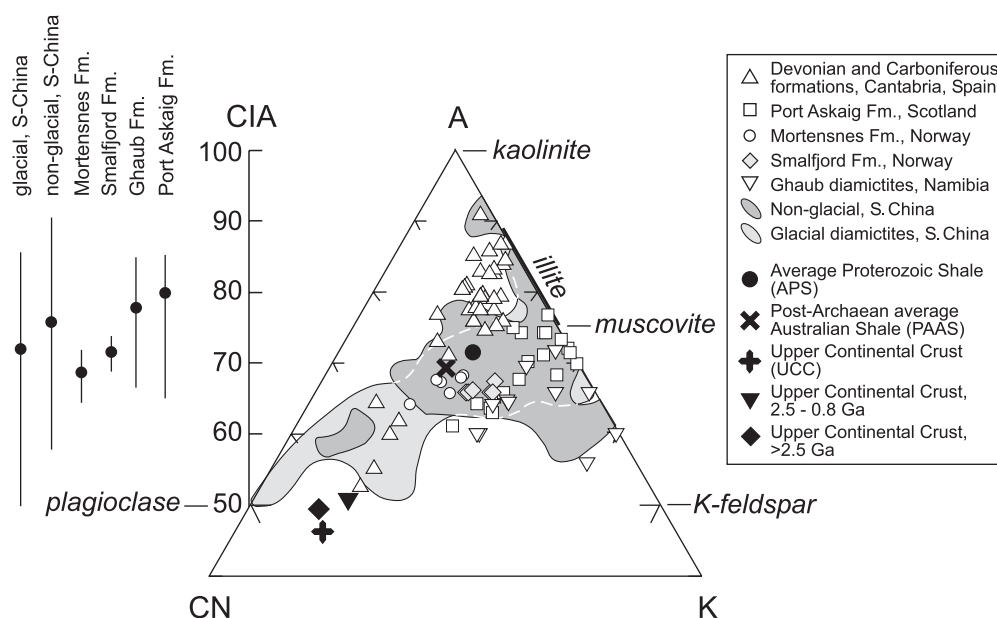 glacial, S-China
non-glacial, S-China
Mortensnes Fm.
Smalfjord Fm.
Ghaub Fm.
Port Askaig Fm.
CIA
100
90
80
70
60
50
A
kaolinite
illite
muscovite
plagioclase
K-feldspar
CN
K
Devonian and Carboniferous
formations, Cantabria, Spain
Port Askaig Fm., Scotland
Mortensnes Fm., Norway
Smalfjord Fm., Norway
Ghaub diamictites, Namibia
Non-glacial, S. China
Glacial diamictites, S. China
Average Proterozoic Shale
(APS)
Post-Archaean average
Australian Shale (PAAS)
Upper Continental Crust
(UCC)
Upper Continental Crust,
2.5 - 0.8 Ga
Upper Continental Crust,
>2.5 Ga